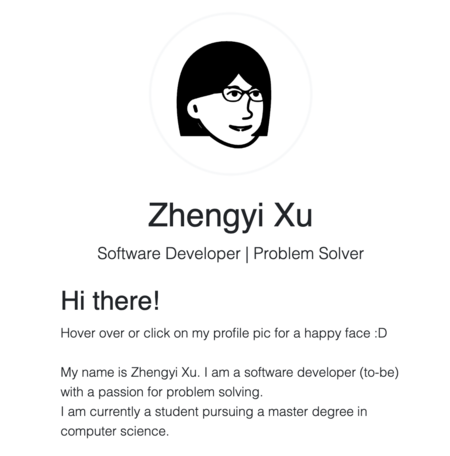 Zhengyi Xu
Software Developer | Problem Solver
Hi there!
Hover over or click on my profile pic for a happy face :D
My name is Zhengyi Xu. I am a software developer (to-be)
with a passion for problem solving.
I am currently a student pursuing a master degree in
computer science.